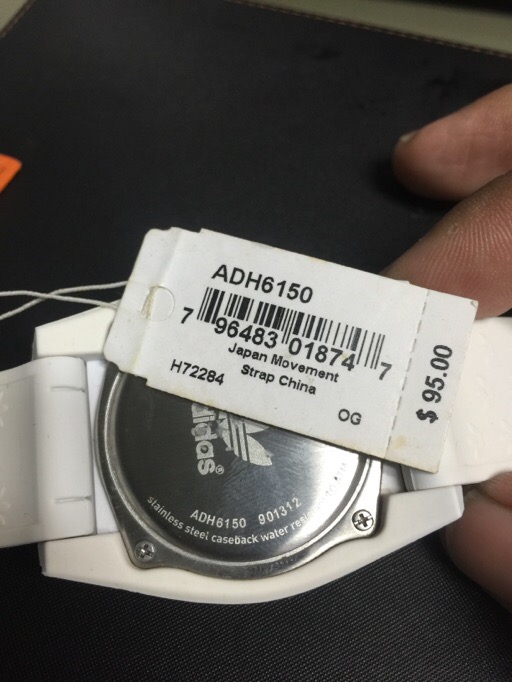 ADH6150
7 96483 01874 7
Japan Movement
Strap China
H72284
OG
$ 95.00
adidas
ADH6150 901312
stainless steel caseback water